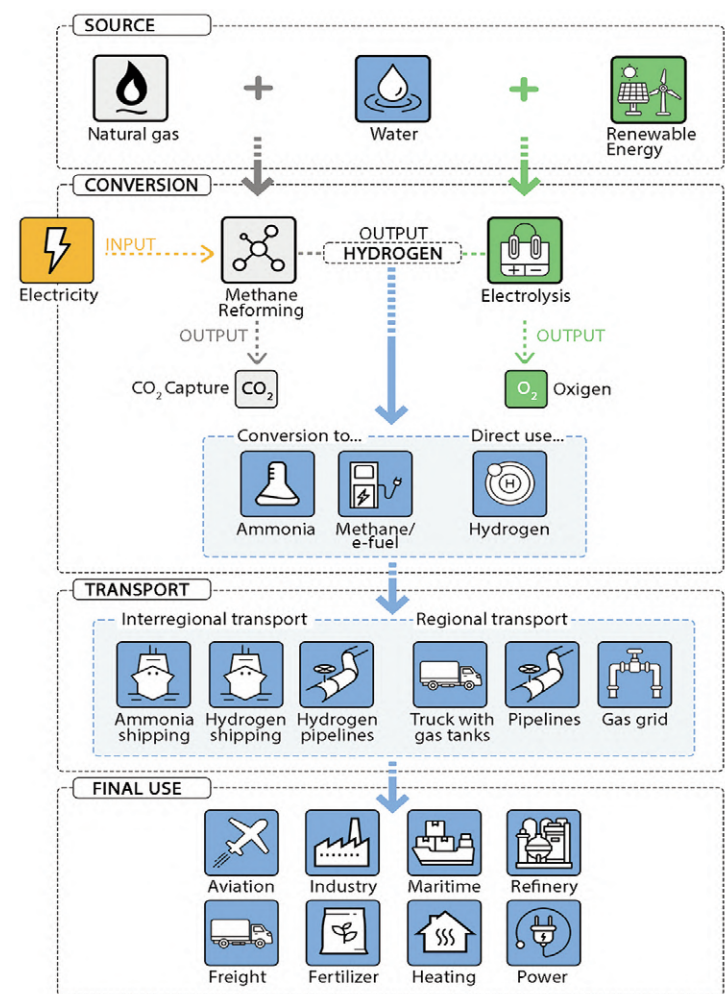 SOURCE
Natural gas
Water
Renewable
Energy
CONVERSION
Electricity
INPUT
Methane
Reforming
OUTPUT
HYDROGEN
Electrolysis
OUTPUT
CO₂ Capture
CO₂
OUTPUT
O₂
Oxigen
Conversion to...
Direct use...
Ammonia
Methane/
e-fuel
H
Hydrogen
TRANSPORT
Interregional transport
Regional transport
Ammonia
shipping
Hydrogen
shipping
Hydrogen
pipelines
Truck with
gas tanks
Pipelines
Gas grid
FINAL USE
Aviation
Industry
Maritime
Refinery
Freight
Fertilizer
Heating
Power